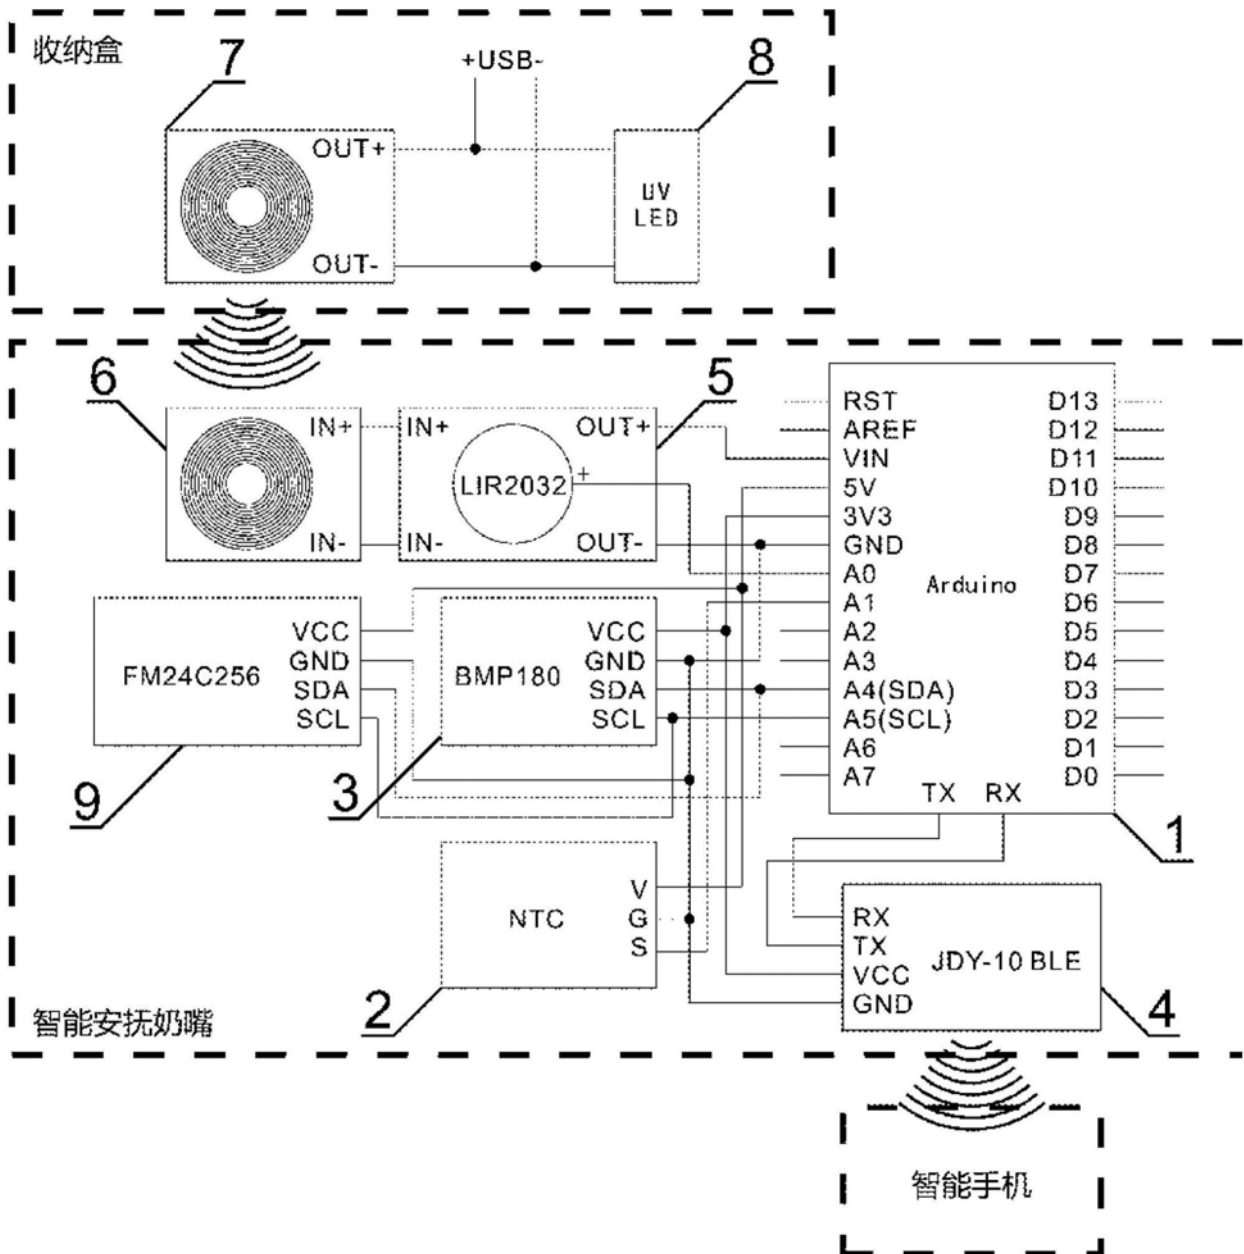 收纳盒
7
+USB-
8
OUT+
UV
LED
OUT-
6
5
IN+
IN+
OUT+
LIR2032
+
IN-
IN-
OUT-
RST
AREF
VIN
5V
3V3
GND
A0
A1
A2
A3
A4(SDA)
A5(SCL)
A6
A7
Arduino
D13
D12
D11
D10
D9
D8
D7
D6
D5
D4
D3
D2
D1
D0
TX RX
1
FM24C256
VCC
GND
SDA
SCL
9
BMP180
VCC
GND
SDA
SCL
3
NTC
V
G
S
2
RX
TX
VCC
GND
JDY-10 BLE
4
智能安抚奶嘴
智能手机